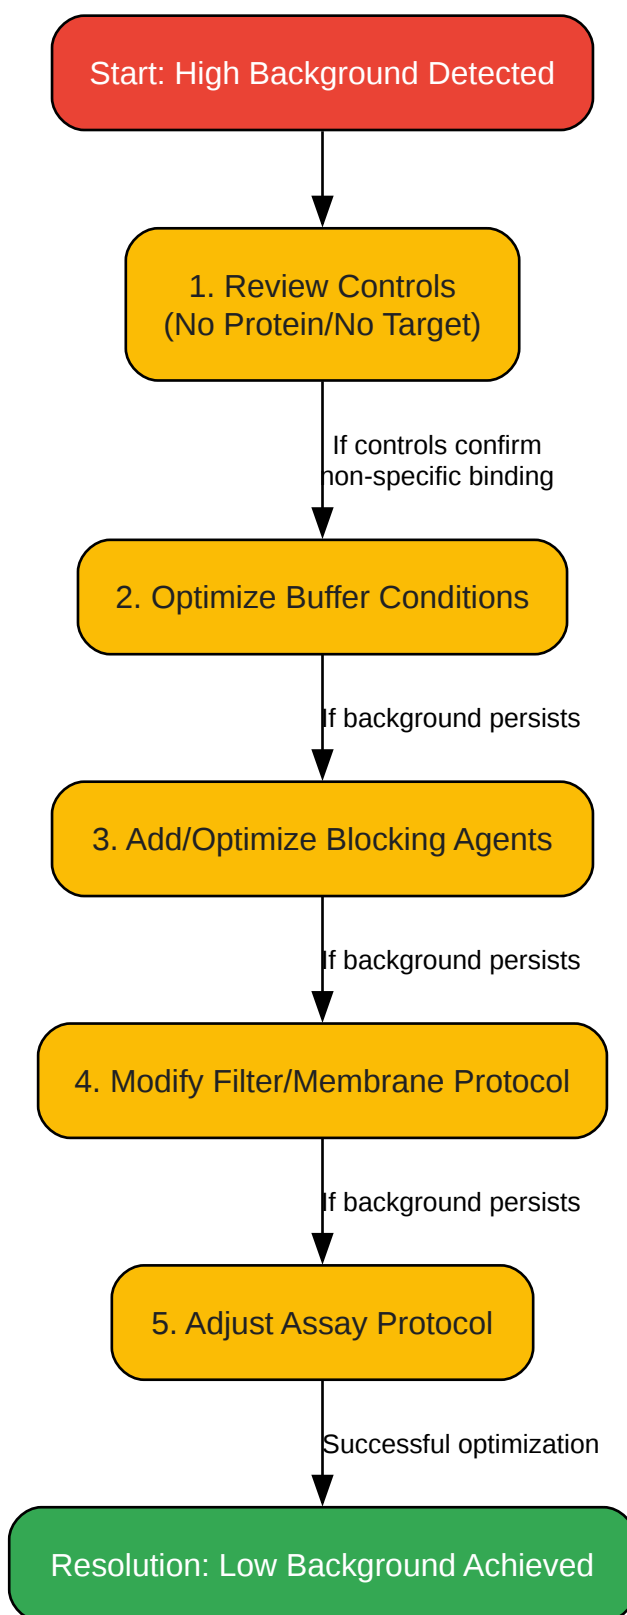 Start: High Background Detected
1. Review Controls
(No Protein/No Target)
If controls confirm
non-specific binding
2. Optimize Buffer Conditions
If background persists
3. Add/Optimize Blocking Agents
If background persists
4. Modify Filter/Membrane Protocol
If background persists
5. Adjust Assay Protocol
Successful optimization
Resolution: Low Background Achieved